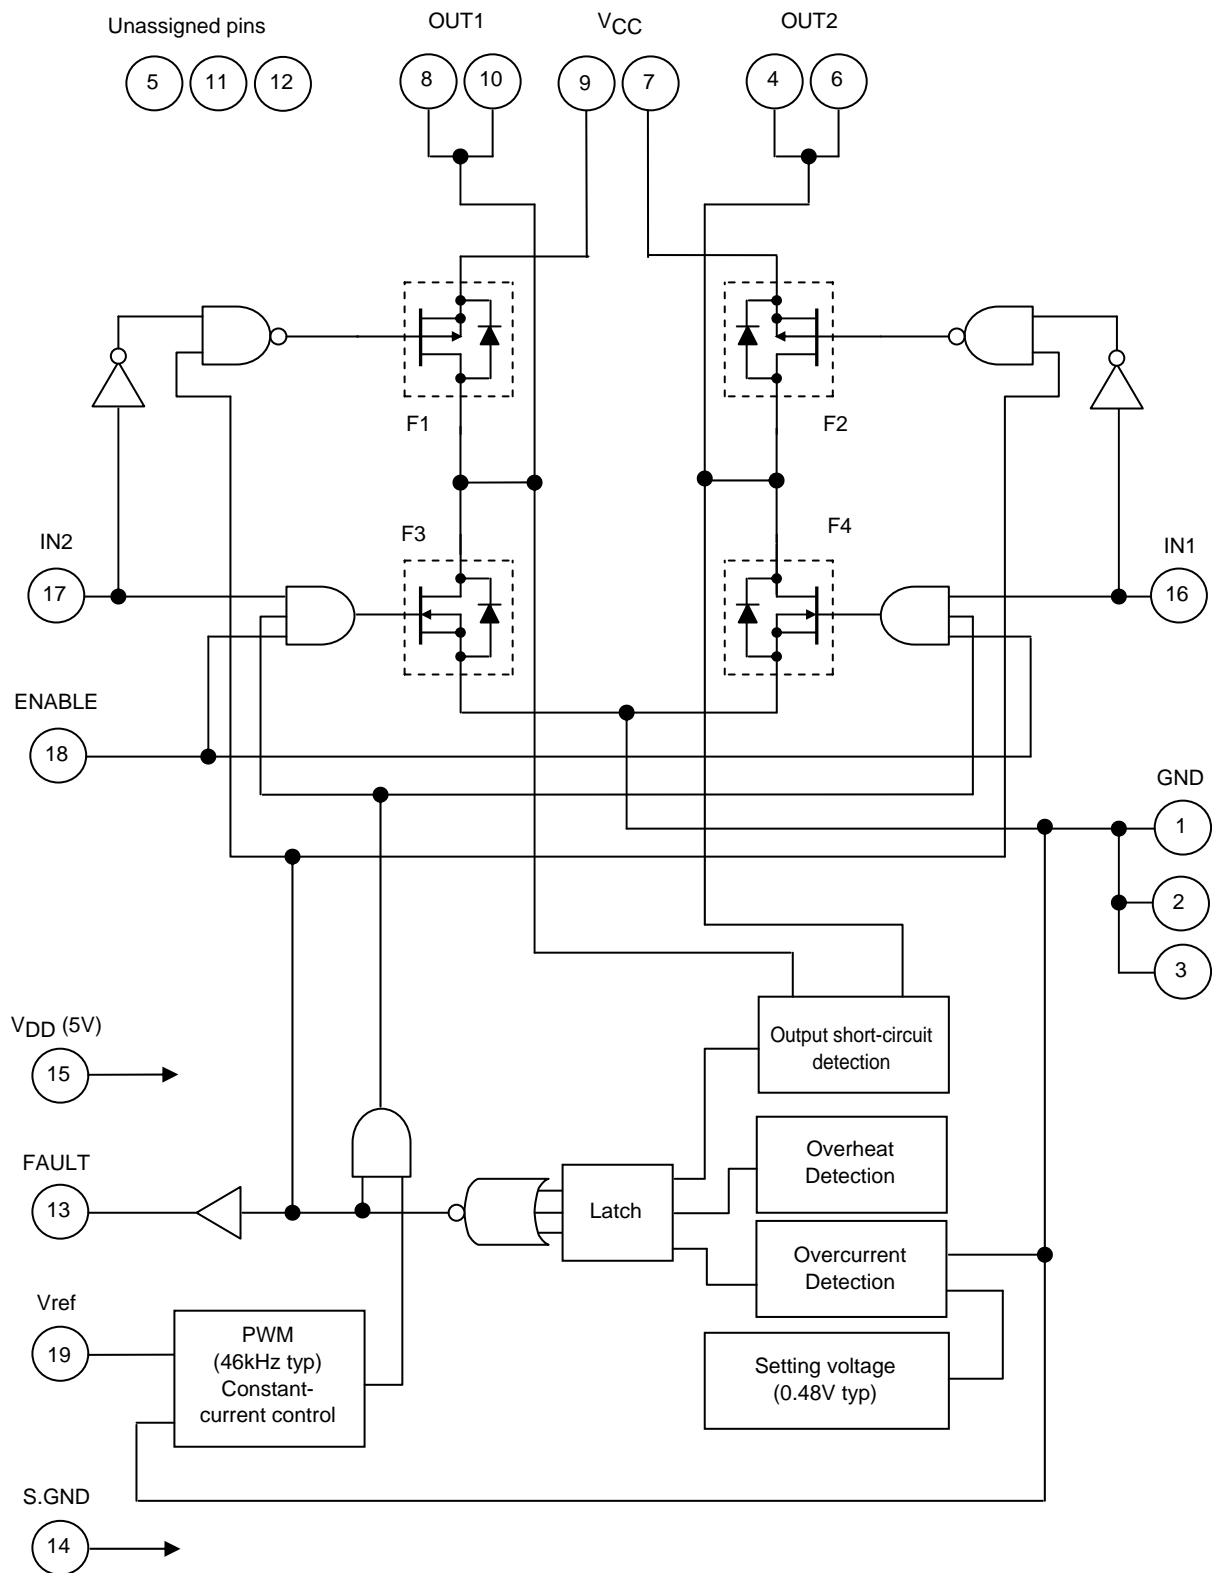 Unassigned pins
OUT1
VCC
OUT2
5
11
12
8
10
9
7
4
6
F1
F2
F3
F4
IN2
17
IN1
16
ENABLE
18
GND
1
2
3
VDD (5V)
15
Output short-circuit
detection
FAULT
13
Latch
Overheat
Detection
Overcurrent
Detection
Vref
19
PWM
(46kHz typ)
Constant-
current control
Setting voltage
(0.48V typ)
S.GND
14